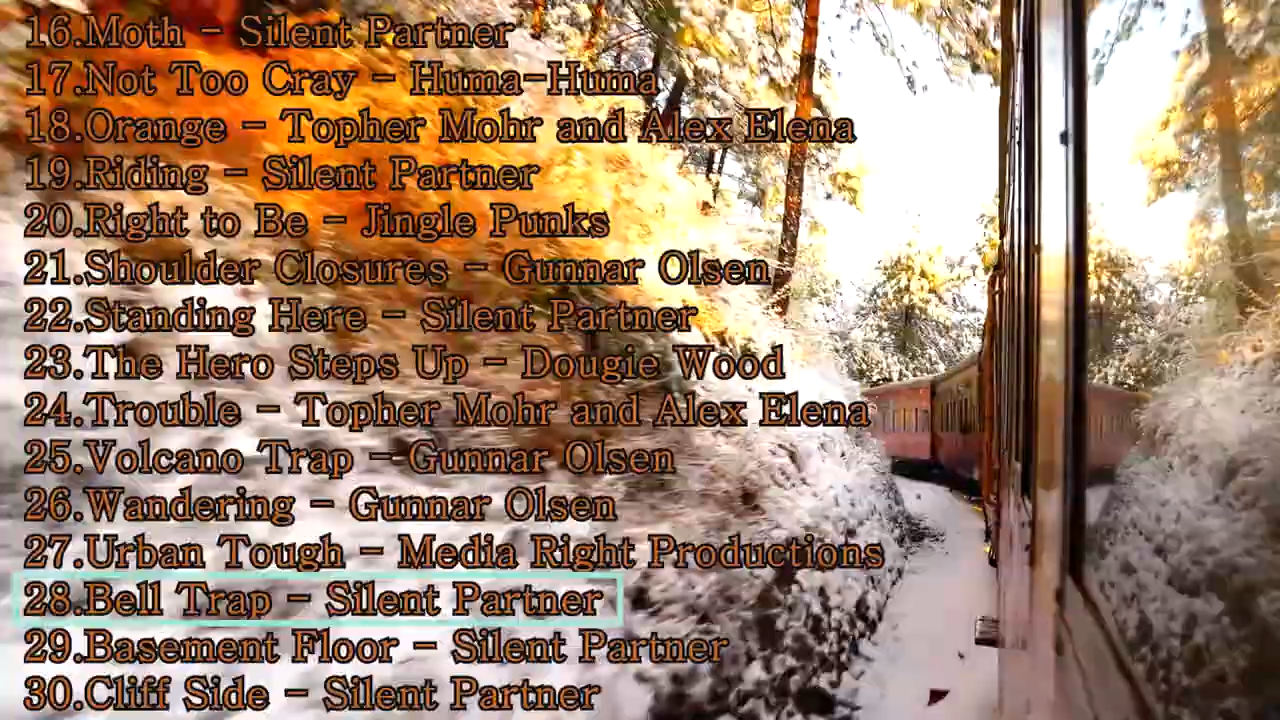 16.Moth - Silent Partner
17.Not Too Cray - Huma-Huma
18.Orange - Topher Mohr and Alex Elena
19.Riding - Silent Partner
20.Right to Be - Jingle Punks
21.Shoulder Closures - Gunnar Olsen
22.Standing Here - Silent Partner
23.The Hero Steps Up - Dougie Wood
24.Trouble - Topher Mohr and Alex Elena
25.Volcano Trap - Gunnar Olsen
26.Wandering - Gunnar Olsen
27.Urban Tough - Media Right Productions
28.Bell Trap - Silent Partner
29.Basement Floor - Silent Partner
30.Cliff Side - Silent Partner